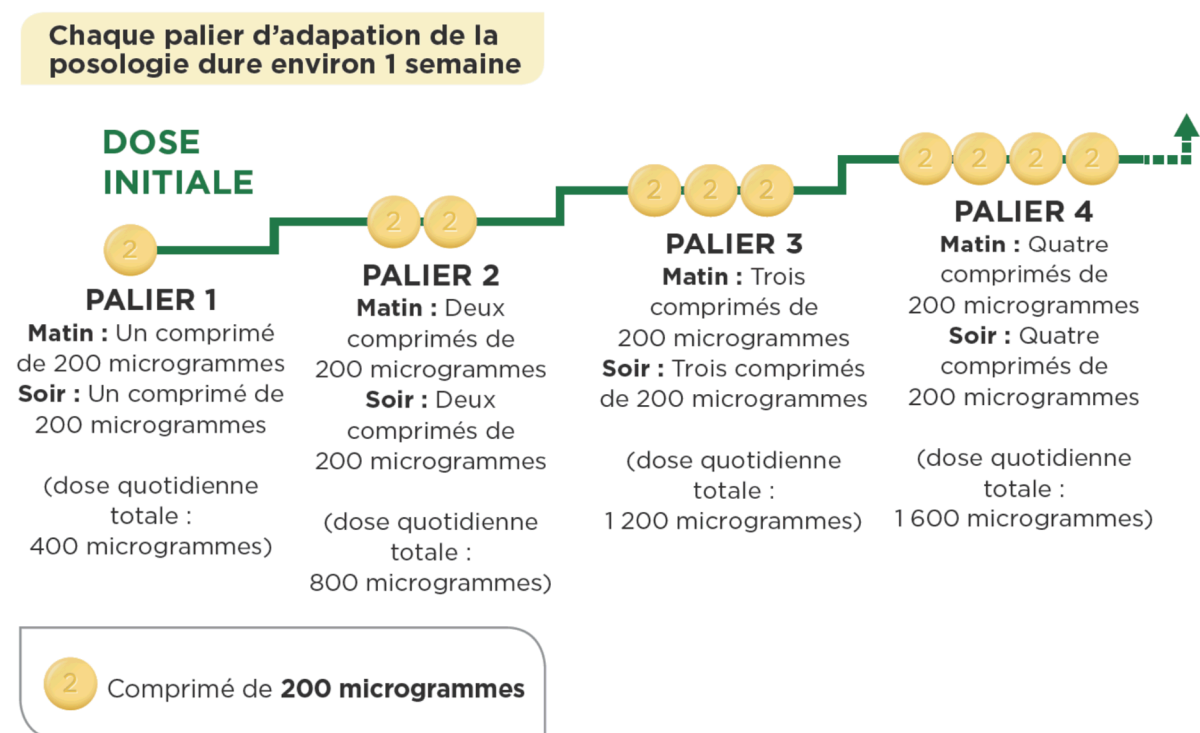 Chaque palier d'adapation de la
posologie dure environ 1 semaine
DOSE
INITIALE
2
PALIER 1
Matin : Un comprimé
de 200 microgrammes
Soir : Un comprimé de
200 microgrammes
(dose quotidienne
totale :
400 microgrammes)
2 2
PALIER 2
Matin : Deux
comprimés de
200 microgrammes
Soir : Deux
comprimés de
200 microgrammes
(dose quotidienne
totale :
800 microgrammes)
2 2 2
PALIER 3
Matin : Trois
comprimés de
200 microgrammes
Soir : Trois comprimés
de 200 microgrammes
(dose quotidienne
totale :
1 200 microgrammes)
2 2 2 2
PALIER 4
Matin : Quatre
comprimés de
200 microgrammes
Soir : Quatre
comprimés de
200 microgrammes
(dose quotidienne
totale :
1 600 microgrammes)
2 Comprimé de 200 microgrammes